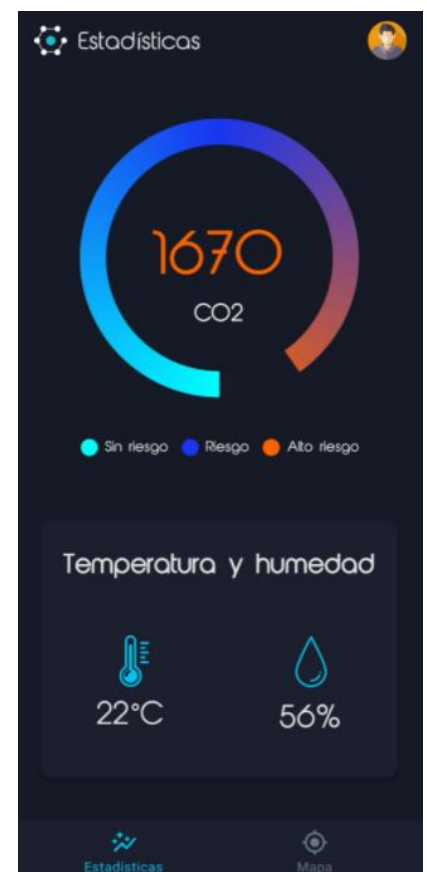 Estadísticas
1670
CO2
Sin riesgo Riesgo Alto riesgo
Temperatura y humedad
22°C 56%
Estadísticas Mapa